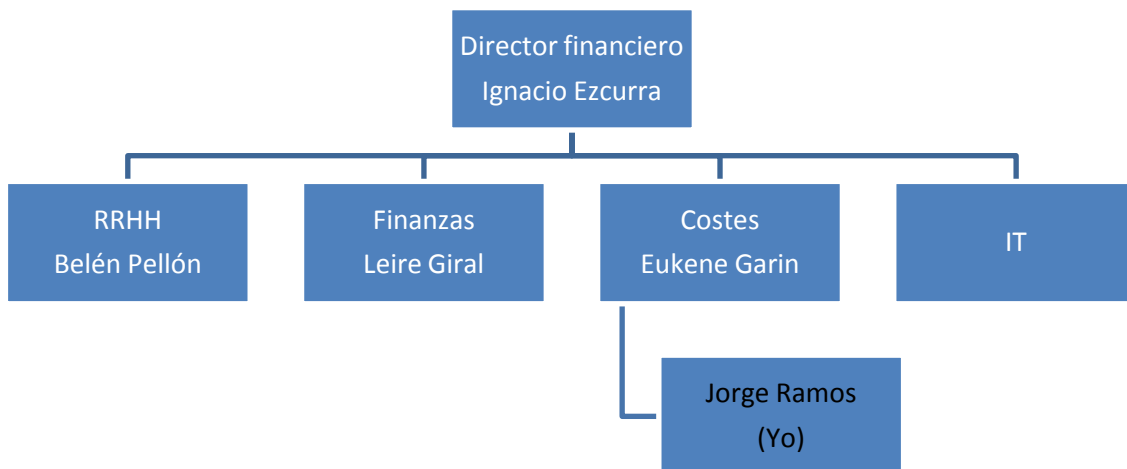 Director financiero
Ignacio Ezcurra
RRHH
Belén Pellón
Finanzas
Leire Giral
Costes
Eukene Garin
IT
Jorge Ramos
(Yo)